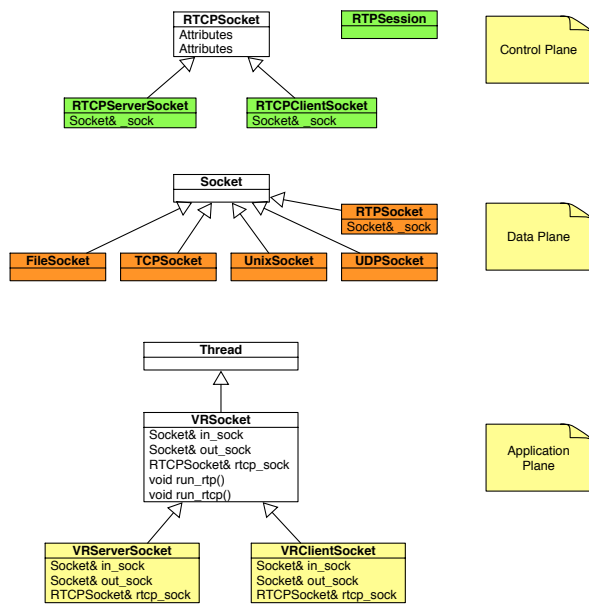 RTCPSocket
Attributes
Attributes
RTPSession
Control Plane
RTCPServerSocket
Socket& _sock
RTCPClientSocket
Socket& _sock
Socket
RTPSocket
Socket& _sock
Data Plane
FileSocket
TCPSocket
UnixSocket
UDPSocket
Thread
VRSocket
Socket& in_sock
Socket& out_sock
RTCPSocket& rtcp_sock
void run_rtp()
void run_rtcp()
Application
Plane
VRServerSocket
Socket& in_sock
Socket& out_sock
RTCPSocket& rtcp_sock
VRClientSocket
Socket& in_sock
Socket& out_sock
RTCPSocket& rtcp_sock